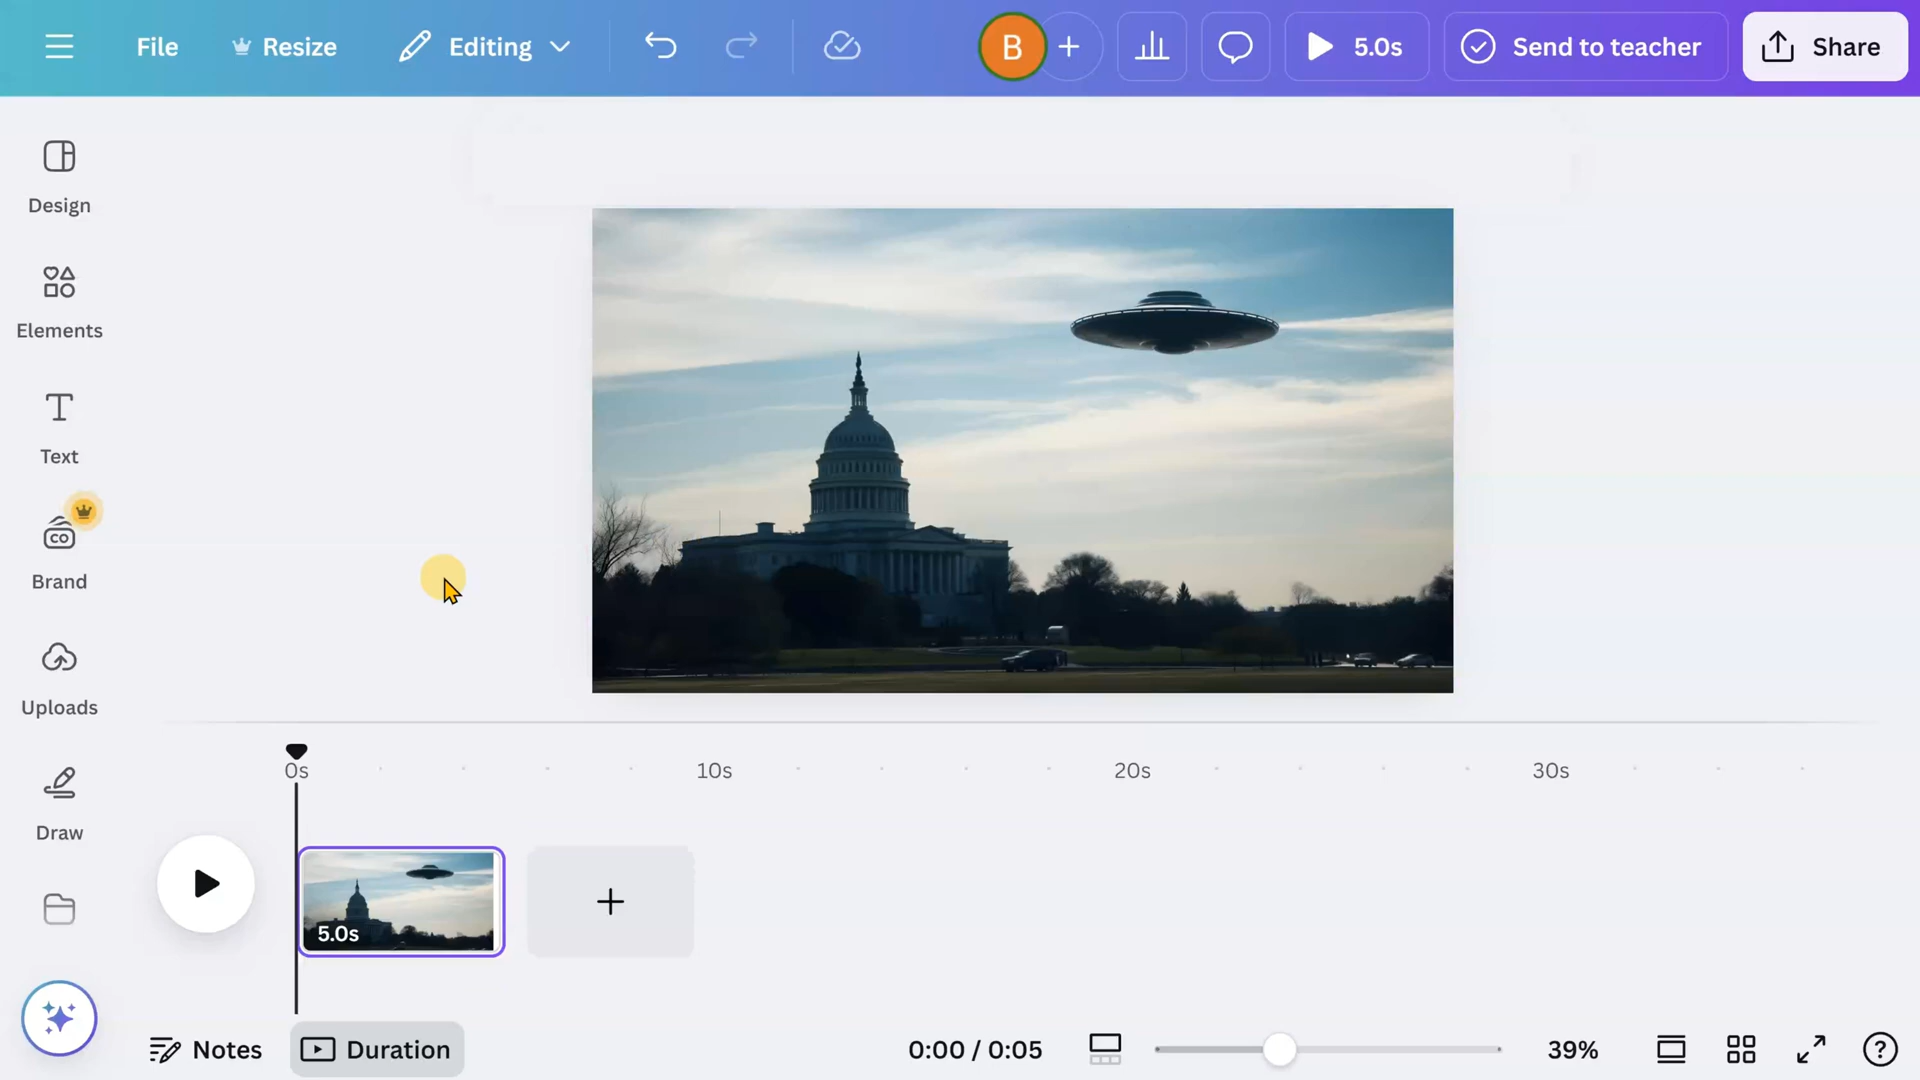 File
Resize
Editing
B
5.0s
Send to teacher
Share
Design
Elements
Text
CO
Brand
Uploads
Draw
0s
10s
20s
30s
5.0s
Notes
Duration
0:00 / 0:05
39%